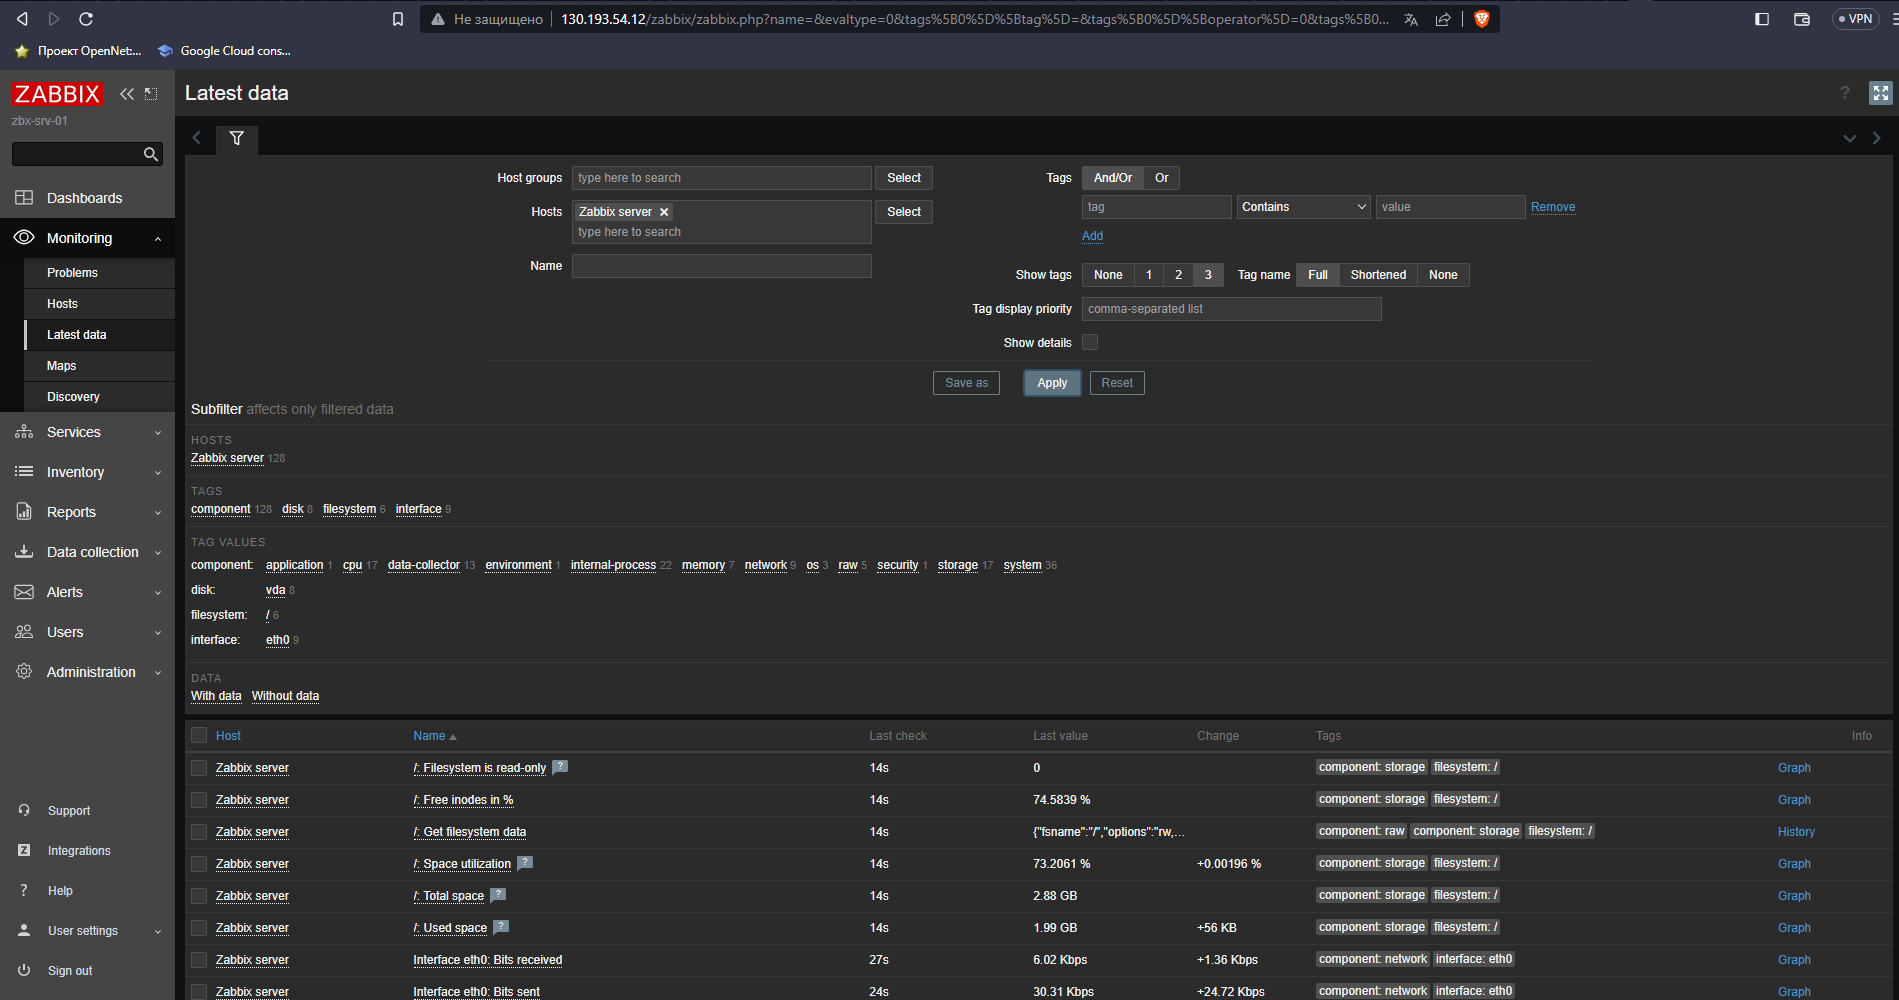 Не защищено 130.193.54.12/zabbix/zabbix.php?name=&evaltype=0&tags%5B0%5D%5Btag%5D=&tags%5B0%5D%5Boperator%5D=0&tags%5B0... VPN
Проект OpenNet:... Google Cloud cons...
ZABBIX
zbx-srv-01
Dashboards
Monitoring
Problems
Hosts
Latest data
Maps
Discovery
Services
Inventory
Reports
Data collection
Alerts
Users
Administration
Support
Integrations
Help
User settings
Sign out
Latest data
Host groups type here to search Select
Hosts Zabbix server Select
type here to search
Name
Tags And/Or Or
tag Contains value Remove
Add
Show tags None 1 2 3 Tag name Full Shortened None
Tag display priority comma-separated list
Show details
Save as Apply Reset
Subfilter affects only filtered data
HOSTS
Zabbix server 128
TAGS
component 128 disk 8 filesystem 6 interface 9
TAG VALUES
component: application 1 cpu 17 data-collector 13 environment 1 internal-process 22 memory 7 network 9 os 3 raw 5 security 1 storage 17 system 36
disk: vda 8
filesystem: / 6
interface: eth0 9
DATA
With data Without data
Host Name Last check Last value Change Tags Info
Zabbix server /: Filesystem is read-only ? 14s 0 component: storage filesystem: / Graph
Zabbix server /: Free inodes in % 14s 74.5839 % component: storage filesystem: / Graph
Zabbix server /: Get filesystem data 14s {"fsname":"/","options":"rw,... component: raw component: storage filesystem: / History
Zabbix server /: Space utilization ? 14s 73.2061 % +0.00196 % component: storage filesystem: / Graph
Zabbix server /: Total space ? 14s 2.88 GB component: storage filesystem: / Graph
Zabbix server /: Used space ? 14s 1.99 GB +56 KB component: storage filesystem: / Graph
Zabbix server Interface eth0: Bits received 27s 6.02 Kbps +1.36 Kbps component: network interface: eth0 Graph
Zabbix server Interface eth0: Bits sent 24s 30.31 Kbps +24.72 Kbps component: network interface: eth0 Graph